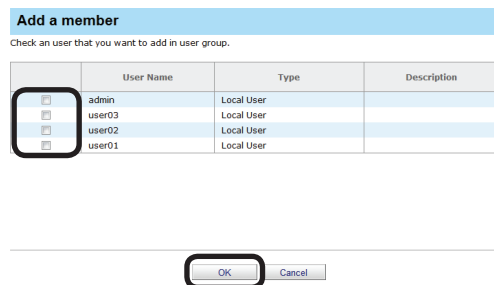 Add a member
Check an user that you want to add in user group.
User Name Type Description
admin Local User
user03 Local User
user02 Local User
user01 Local User
OK Cancel